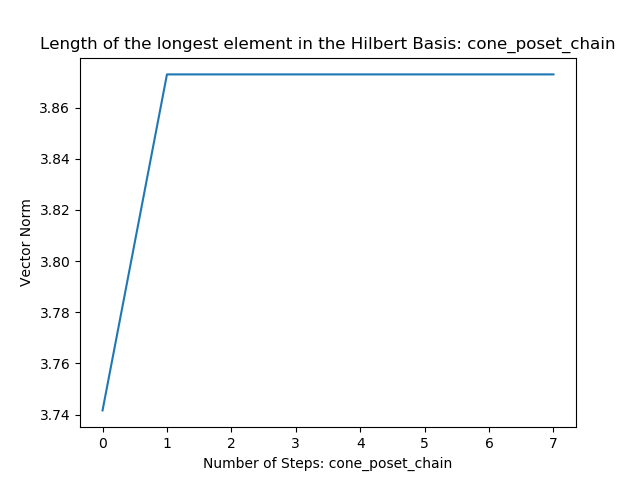 Length of the longest element in the Hilbert Basis: cone_poset_chain
Vector Norm
3.86
3.84
3.82
3.80
3.78
3.76
3.74
0 1 2 3 4 5 6 7
Number of Steps: cone_poset_chain